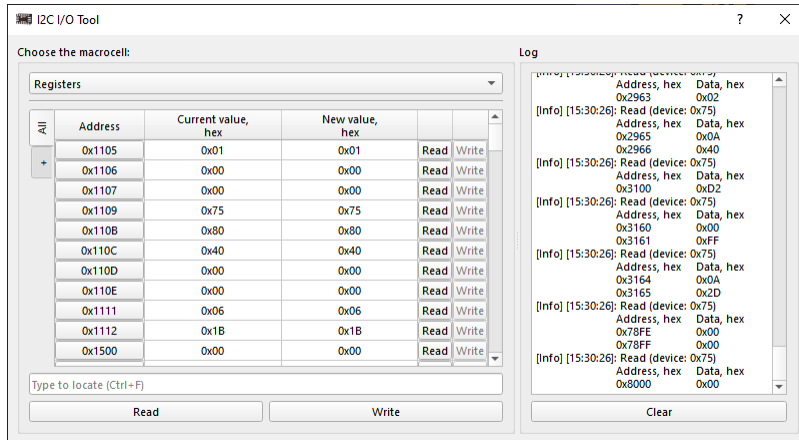 I2C I/O Tool
?
Choose the macrocell:
Registers
All
+
Address Current value, hex New value, hex
0x1105 0x01 0x01 Read Write
0x1106 0x00 0x00 Read Write
0x1107 0x00 0x00 Read Write
0x1109 0x75 0x75 Read Write
0x110B 0x80 0x80 Read Write
0x110C 0x40 0x40 Read Write
0x110D 0x00 0x00 Read Write
0x110E 0x00 0x00 Read Write
0x1111 0x06 0x06 Read Write
0x1112 0x1B 0x1B Read Write
0x1500 0x00 0x00 Read Write
Type to locate (Ctrl+F)
Read Write
Log
[Info] [15:30:26]: Read (device: 0x75)
Address, hex Data, hex
0x2963 0x02
[Info] [15:30:26]: Read (device: 0x75)
Address, hex Data, hex
0x2965 0x0A
0x2966 0x40
[Info] [15:30:26]: Read (device: 0x75)
Address, hex Data, hex
0x3100 0xD2
[Info] [15:30:26]: Read (device: 0x75)
Address, hex Data, hex
0x3160 0x00
0x3161 0xFF
[Info] [15:30:26]: Read (device: 0x75)
Address, hex Data, hex
0x3164 0x0A
0x3165 0x2D
[Info] [15:30:26]: Read (device: 0x75)
Address, hex Data, hex
0x78FE 0x00
0x78FF 0x00
[Info] [15:30:26]: Read (device: 0x75)
Address, hex Data, hex
0x8000 0x00
Clear